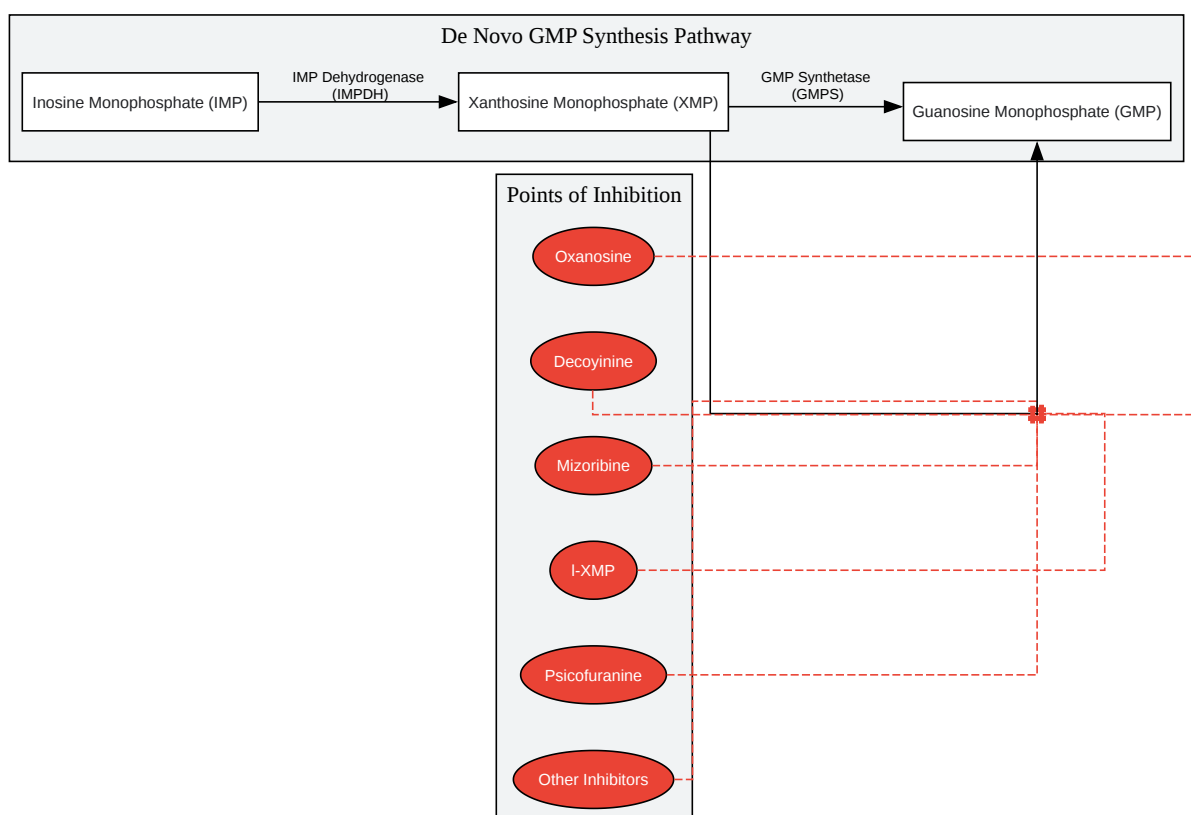 De Novo GMP Synthesis Pathway
Inosine Monophosphate (IMP)
IMP Dehydrogenase
(IMPDH)
Xanthosine Monophosphate (XMP)
GMP Synthetase
(GMPS)
Guanosine Monophosphate (GMP)
Points of Inhibition
Oxanosine
Decoyinine
Mizoribine
l-XMP
Psicofuranine
Other Inhibitors